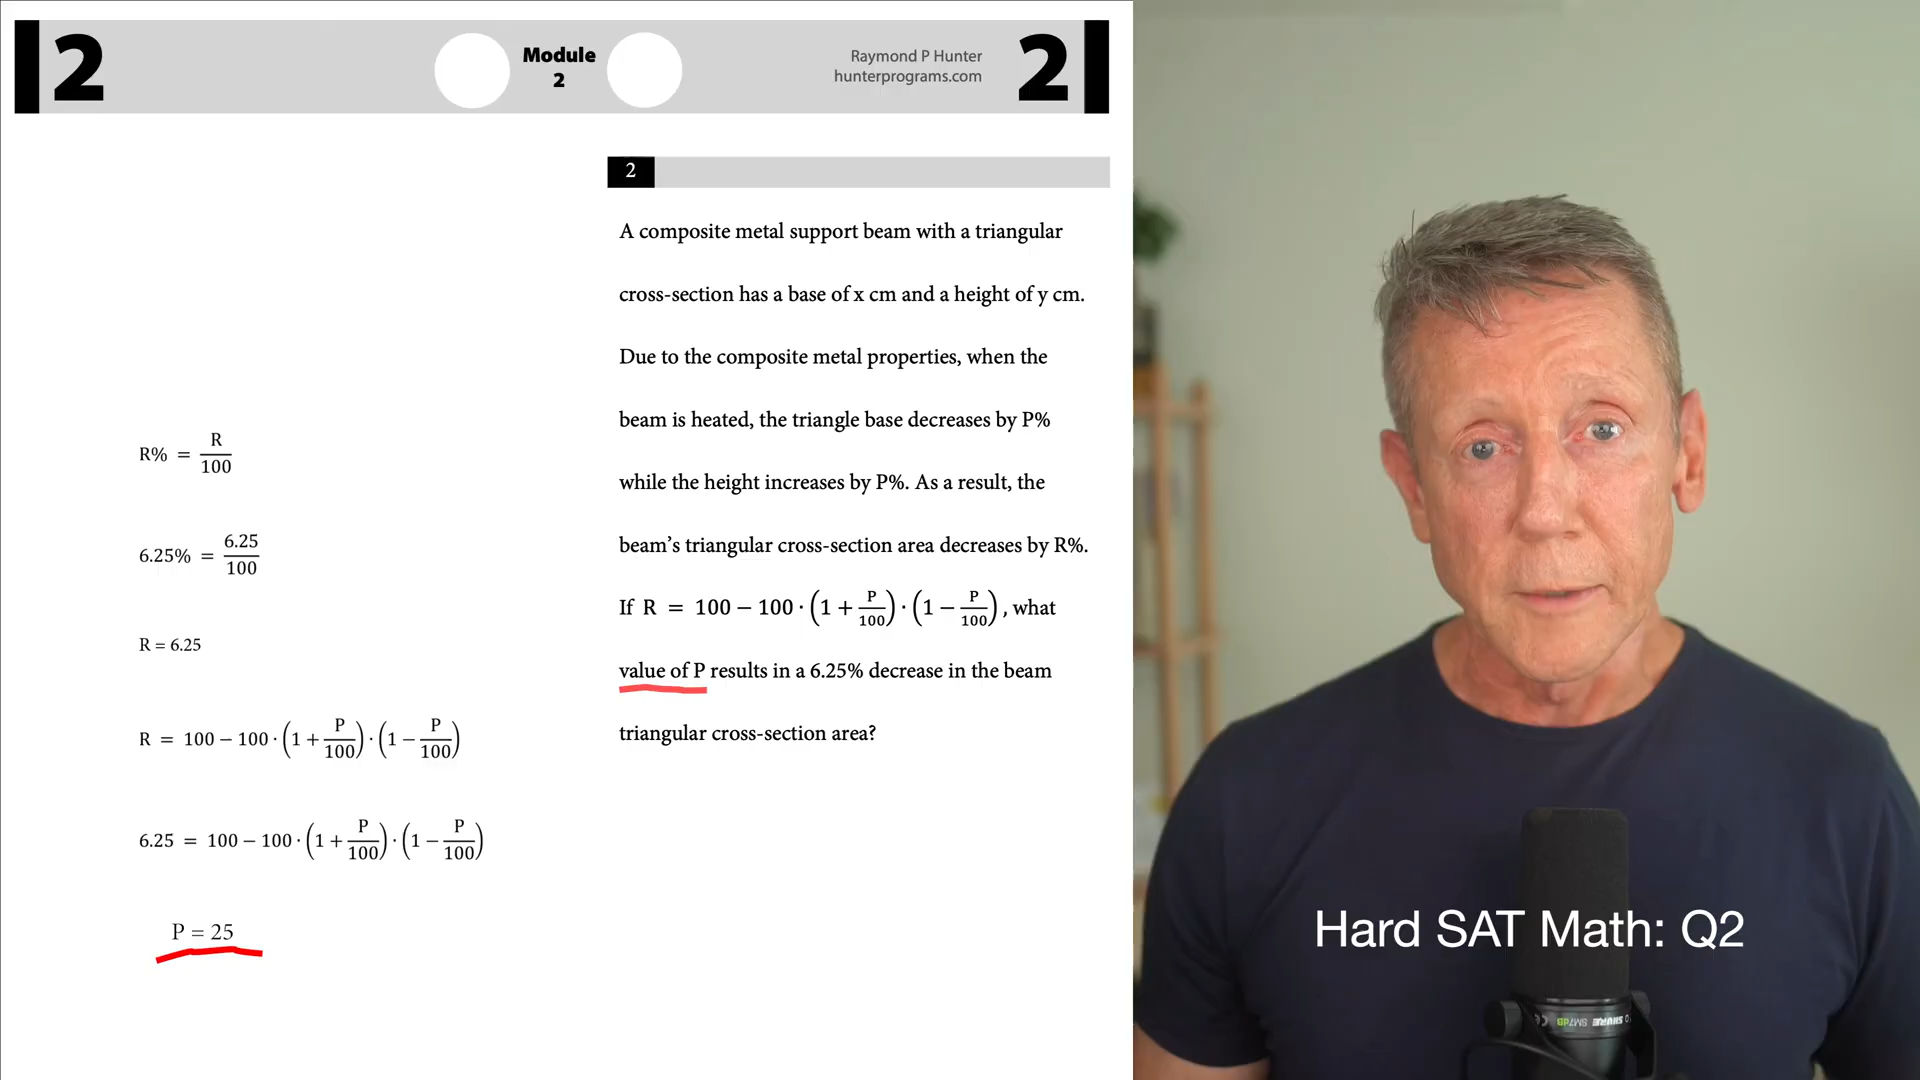 2
Module
2
Raymond P Hunter
hunterprograms.com
2
R% = R/100
6.25% = 6.25/100
R = 6.25
R = 100 − 100 · (1 + P/100) · (1 − P/100)
6.25 = 100 − 100 · (1 + P/100) · (1 − P/100)
P = 25
2
A composite metal support beam with a triangular
cross-section has a base of x cm and a height of y cm.
Due to the composite metal properties, when the
beam is heated, the triangle base decreases by P%
while the height increases by P%. As a result, the
beam’s triangular cross-section area decreases by R%.
If R = 100 − 100 · (1 + P/100) · (1 − P/100) , what
value of P results in a 6.25% decrease in the beam
triangular cross-section area?
Hard SAT Math: Q2
SHURE SM7dB